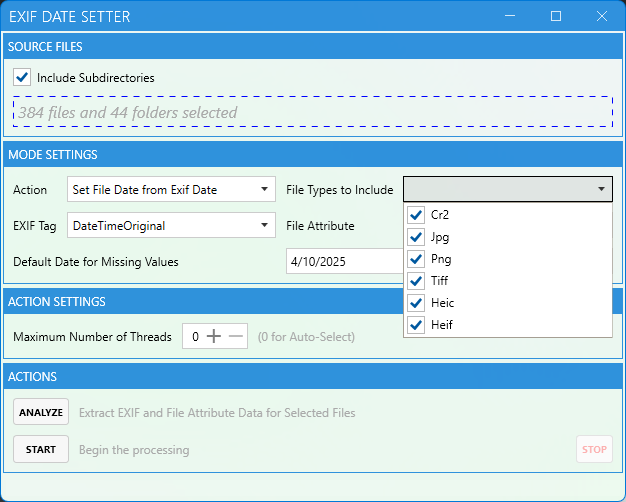 EXIF DATE SETTER
SOURCE FILES
Include Subdirectories
384 files and 44 folders selected
MODE SETTINGS
Action Set File Date from Exif Date File Types to Include
Cr2
Jpg
EXIF Tag DateTimeOriginal File Attribute
Png
Default Date for Missing Values 4/10/2025
Tiff
ACTION SETTINGS
Heic
Heif
Maximum Number of Threads 0 (0 for Auto-Select)
ACTIONS
ANALYZE Extract EXIF and File Attribute Data for Selected Files
START Begin the processing STOP